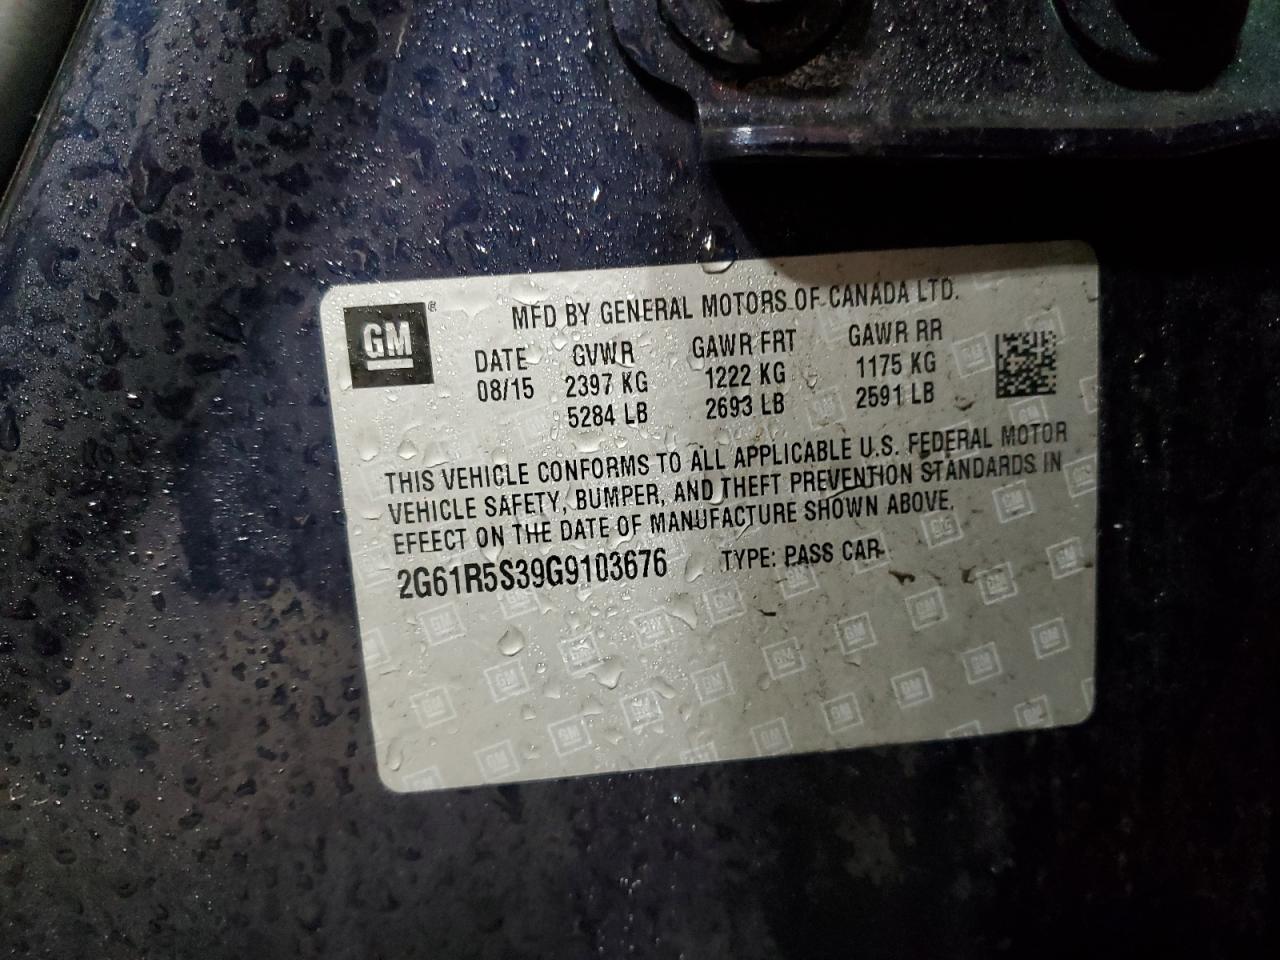 GM®
MFD BY GENERAL MOTORS OF CANADA LTD.
DATE GVWR GAWR FRT GAWR RR
08/15 2397 KG 1222 KG 1175 KG
5284 LB 2693 LB 2591 LB
THIS VEHICLE CONFORMS TO ALL APPLICABLE U.S. FEDERAL MOTOR
VEHICLE SAFETY, BUMPER, AND THEFT PREVENTION STANDARDS IN
EFFECT ON THE DATE OF MANUFACTURE SHOWN ABOVE.
2G61R5S39G9103676 TYPE: PASS CAR